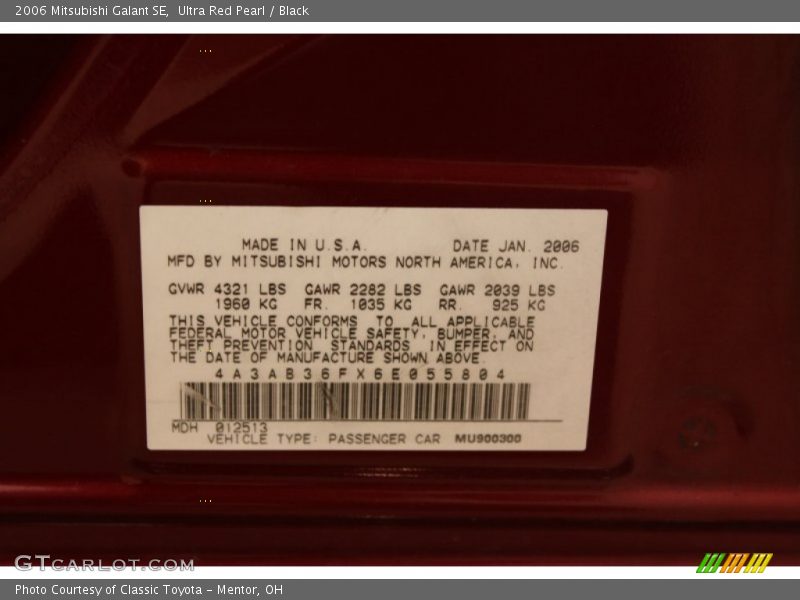 2006 Mitsubishi Galant SE, Ultra Red Pearl / Black
MADE IN U.S.A. DATE JAN. 2006
MFD BY MITSUBISHI MOTORS NORTH AMERICA, INC.
GVWR 4321 LBS GAWR 2282 LBS GAWR 2039 LBS
1960 KG FR. 1035 KG RR. 925 KG
THIS VEHICLE CONFORMS TO ALL APPLICABLE
FEDERAL MOTOR VEHICLE SAFETY, BUMPER, AND
THEFT PREVENTION STANDARDS IN EFFECT ON
THE DATE OF MANUFACTURE SHOWN ABOVE.
4A3AB36FX6E055804
MDH 012513
VEHICLE TYPE: PASSENGER CAR MU900300
GTCARLOT.COM
Photo Courtesy of Classic Toyota - Mentor, OH